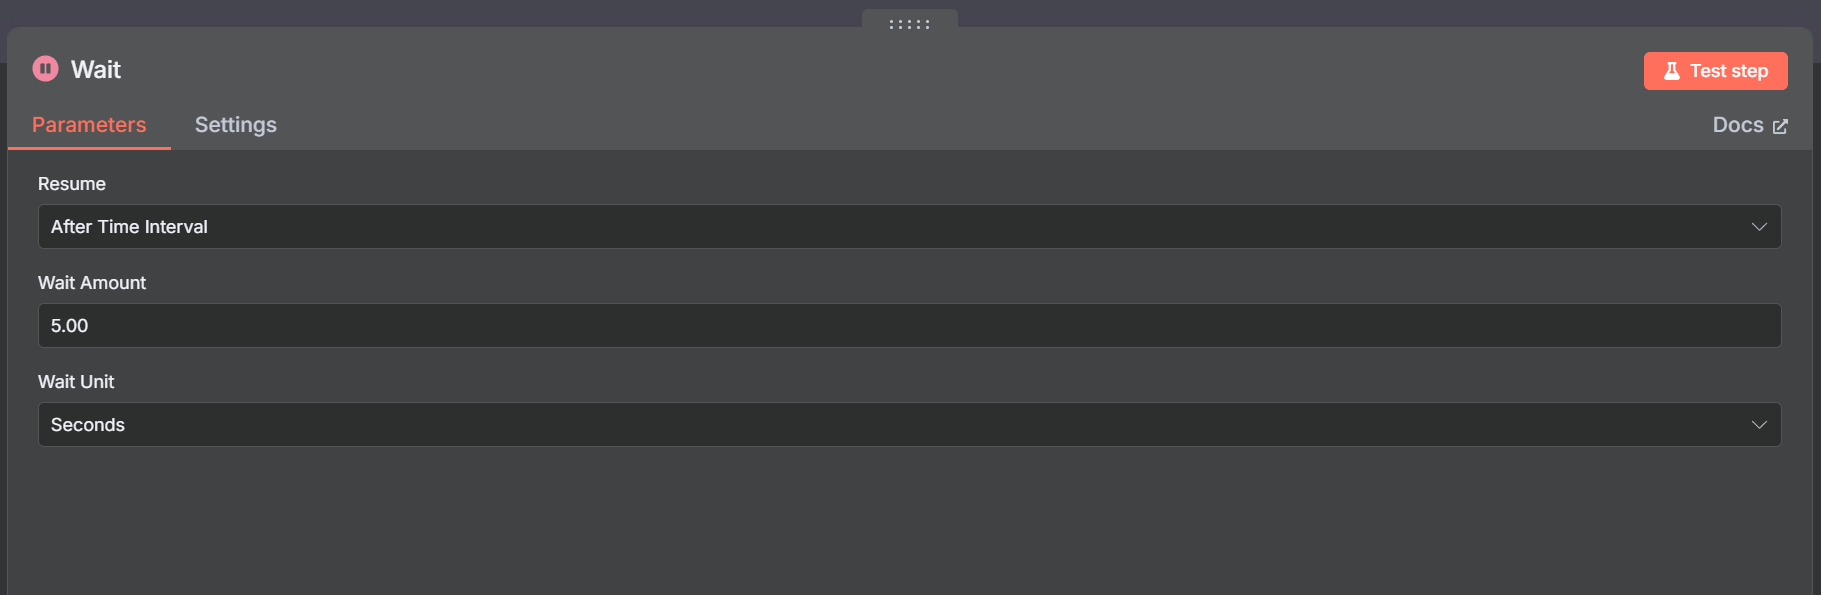 Wait
Test step
Parameters
Settings
Docs
Resume
After Time Interval
Wait Amount
5.00
Wait Unit
Seconds